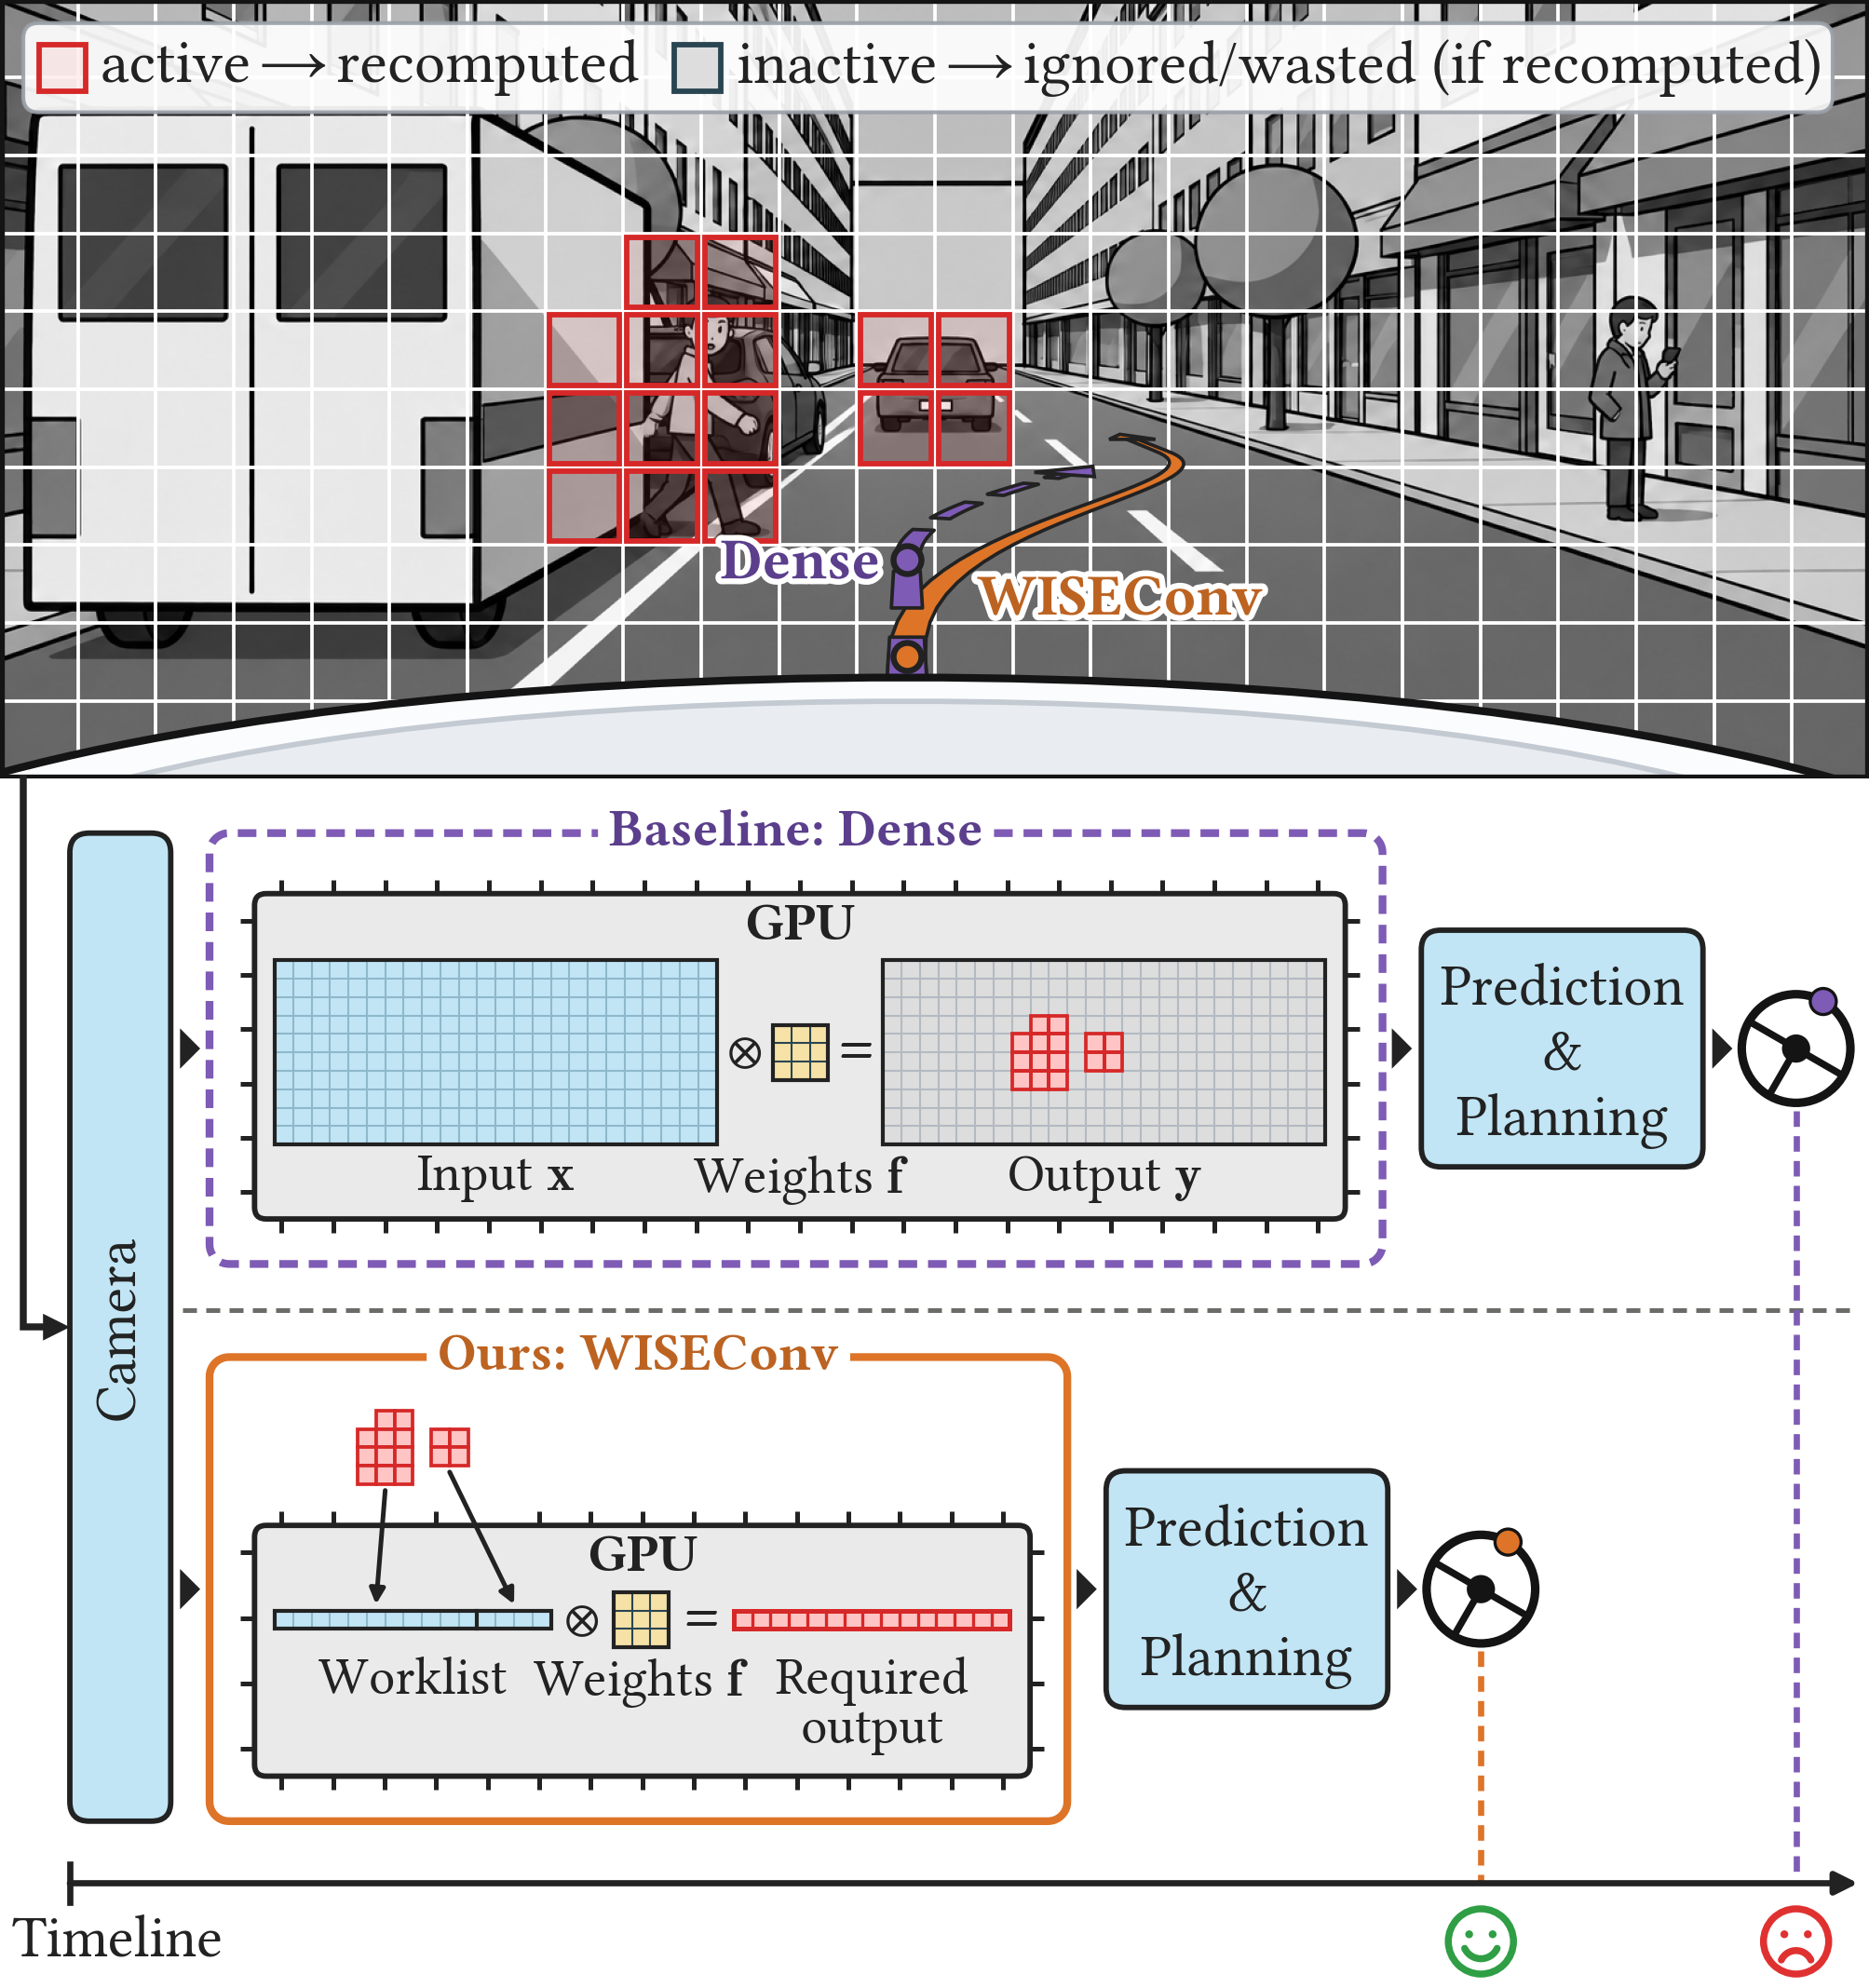 active → recomputed
inactive → ignored/wasted (if recomputed)
Dense
WISEConv
Baseline: Dense
GPU
⊗
=
Input x
Weights f
Output y
Prediction
&
Planning
Camera
Ours: WISEConv
GPU
⊗
=
Worklist
Weights f
Required
output
Prediction
&
Planning
Timeline